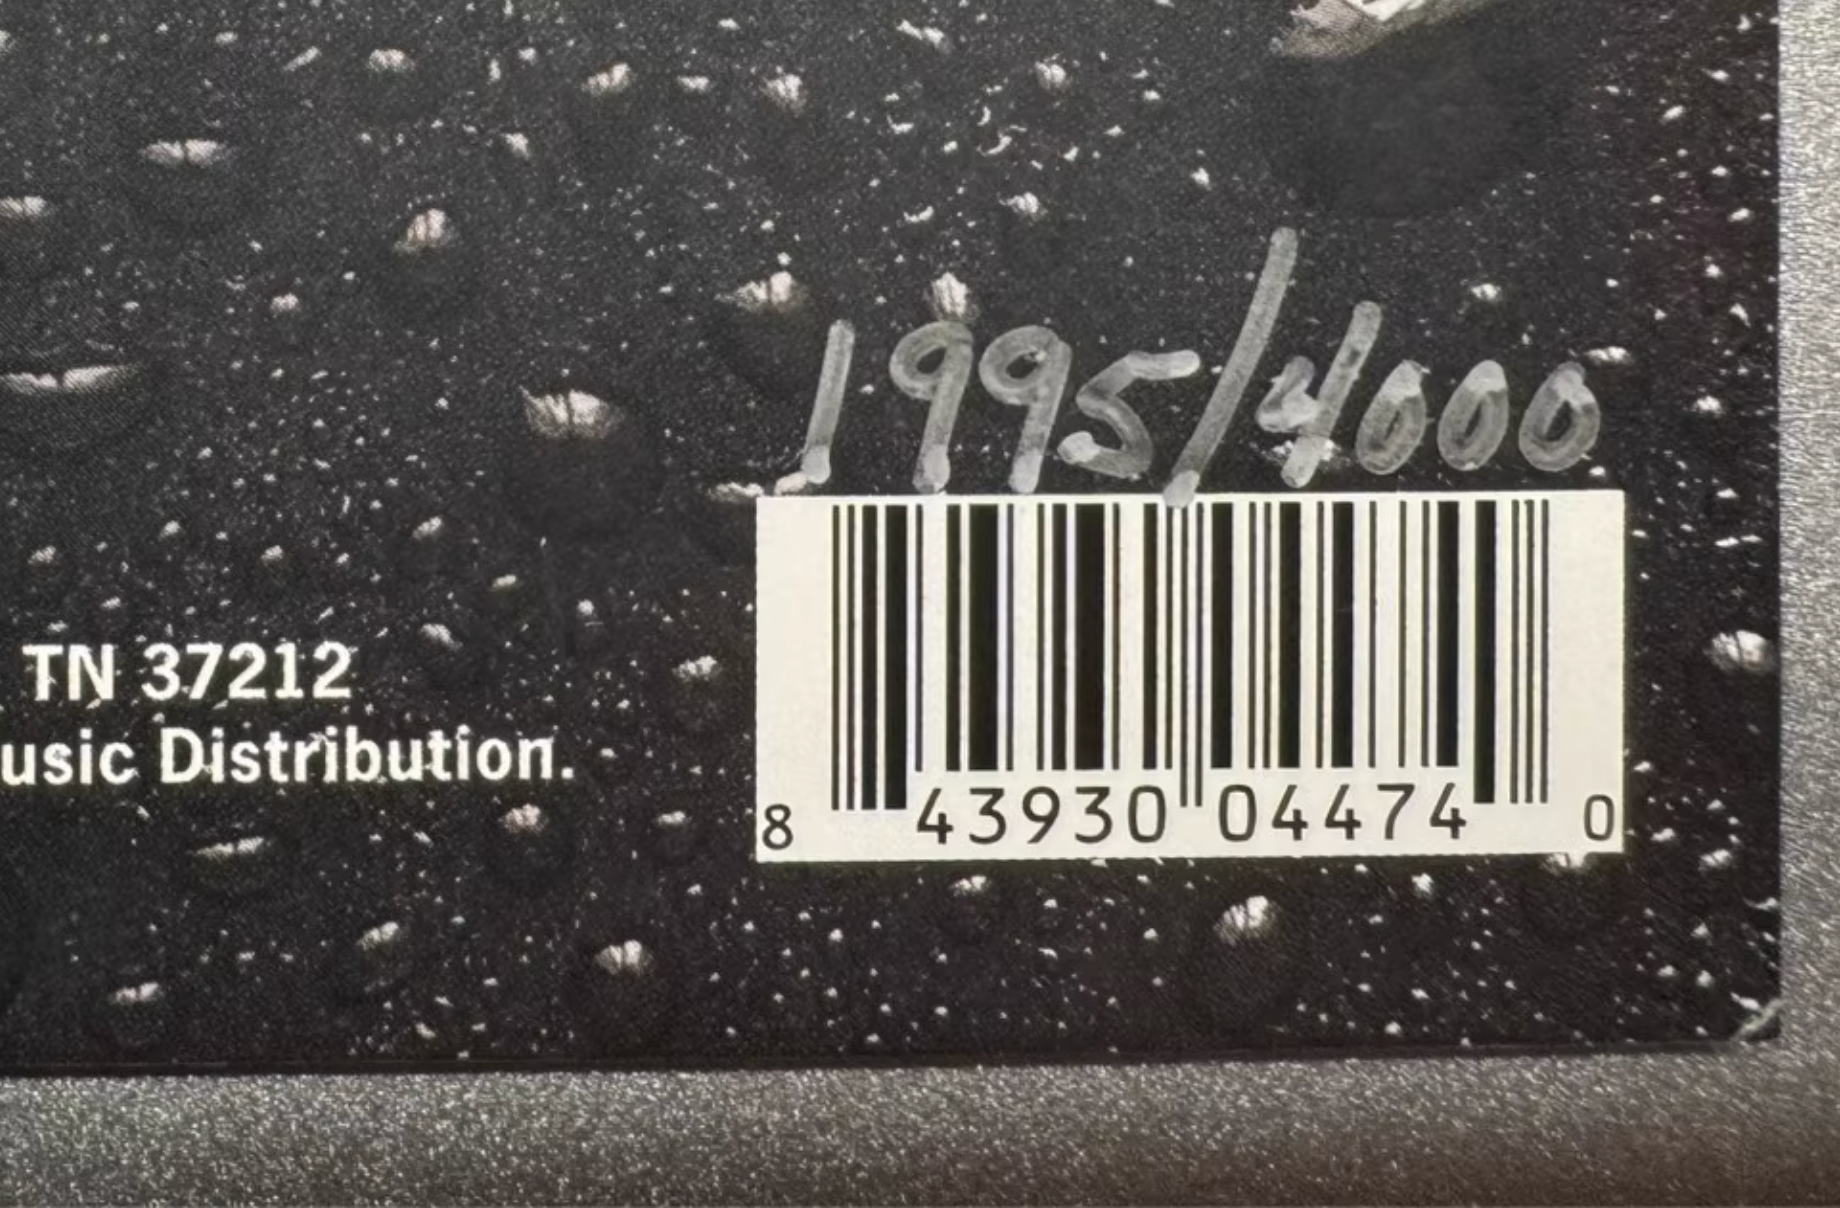 1995/4000
TN 37212
usic Distribution.
8 43930 04474 0